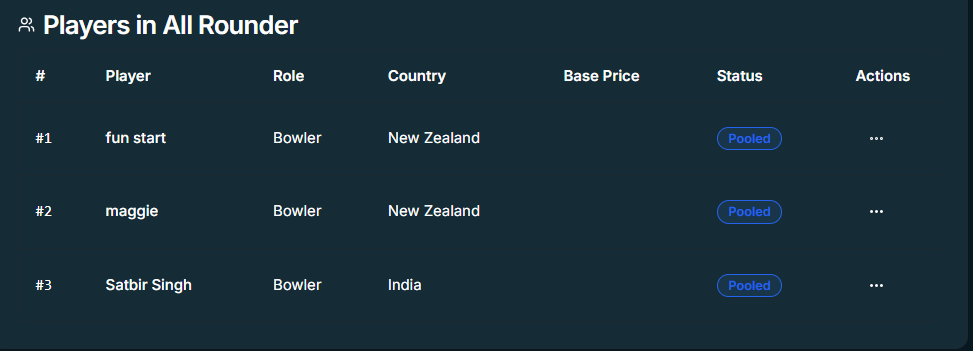 Players in All Rounder
# Player Role Country Base Price Status Actions
#1 fun start Bowler New Zealand Pooled ...
#2 maggie Bowler New Zealand Pooled ...
#3 Satbir Singh Bowler India Pooled ...